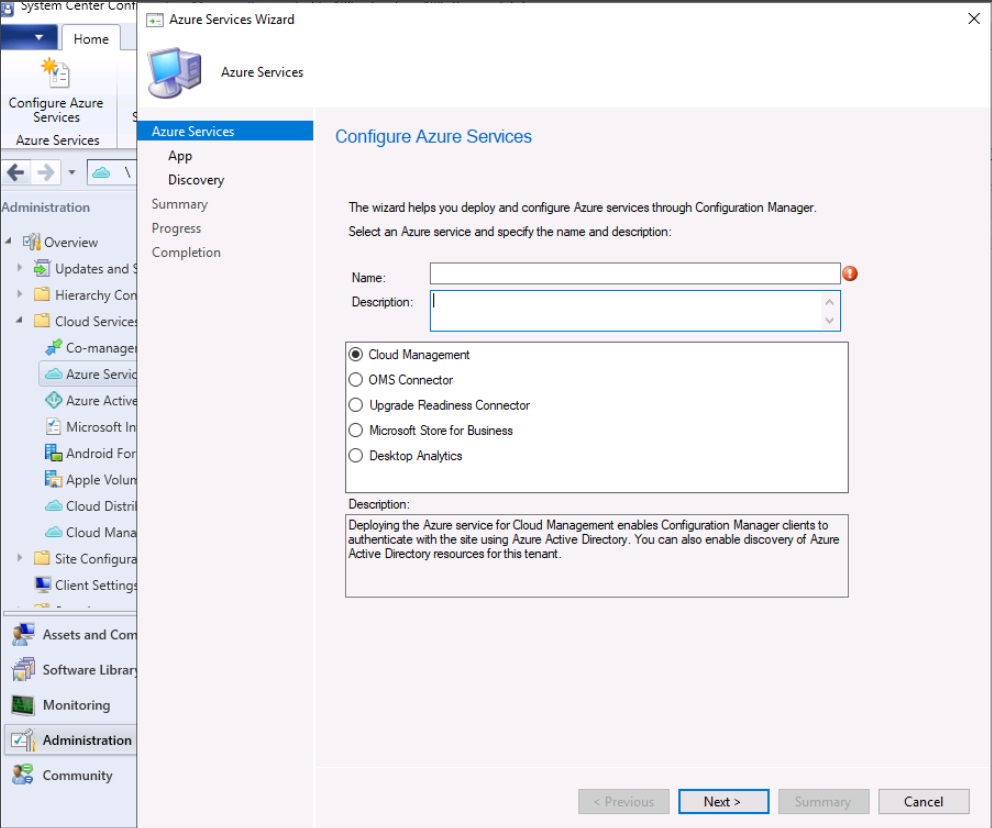 System Center Conf
Azure Services Wizard
Home
Azure Services
Configure Azure
Services
Azure Services
Azure Services
App
Discovery
Summary
Progress
Completion
Configure Azure Services
The wizard helps you deploy and configure Azure services through Configuration Manager.
Select an Azure service and specify the name and description:
Name:
Description:
Cloud Management
OMS Connector
Upgrade Readiness Connector
Microsoft Store for Business
Desktop Analytics
Description:
Deploying the Azure service for Cloud Management enables Configuration Manager clients to
authenticate with the site using Azure Active Directory. You can also enable discovery of Azure
Active Directory resources for this tenant.
\
Administration
Overview
Updates and S
Hierarchy Con
Cloud Services
Co-manager
Azure Servic
Azure Active
Microsoft In
Android For
Apple Volum
Cloud Distri
Cloud Mana
Site Configura
Client Settings
Assets and Com
Software Library
Monitoring
Administration
Community
< Previous
Next >
Summary
Cancel